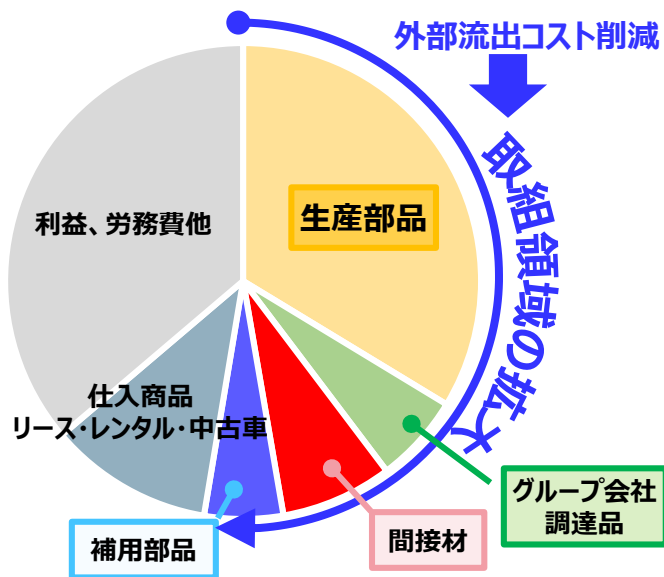 外部流出コスト削減
取組領域の拡大
生産部品
利益、労務費他
仕入商品
リース・レンタル・中古車
グループ会社
調達品
間接材
補用部品